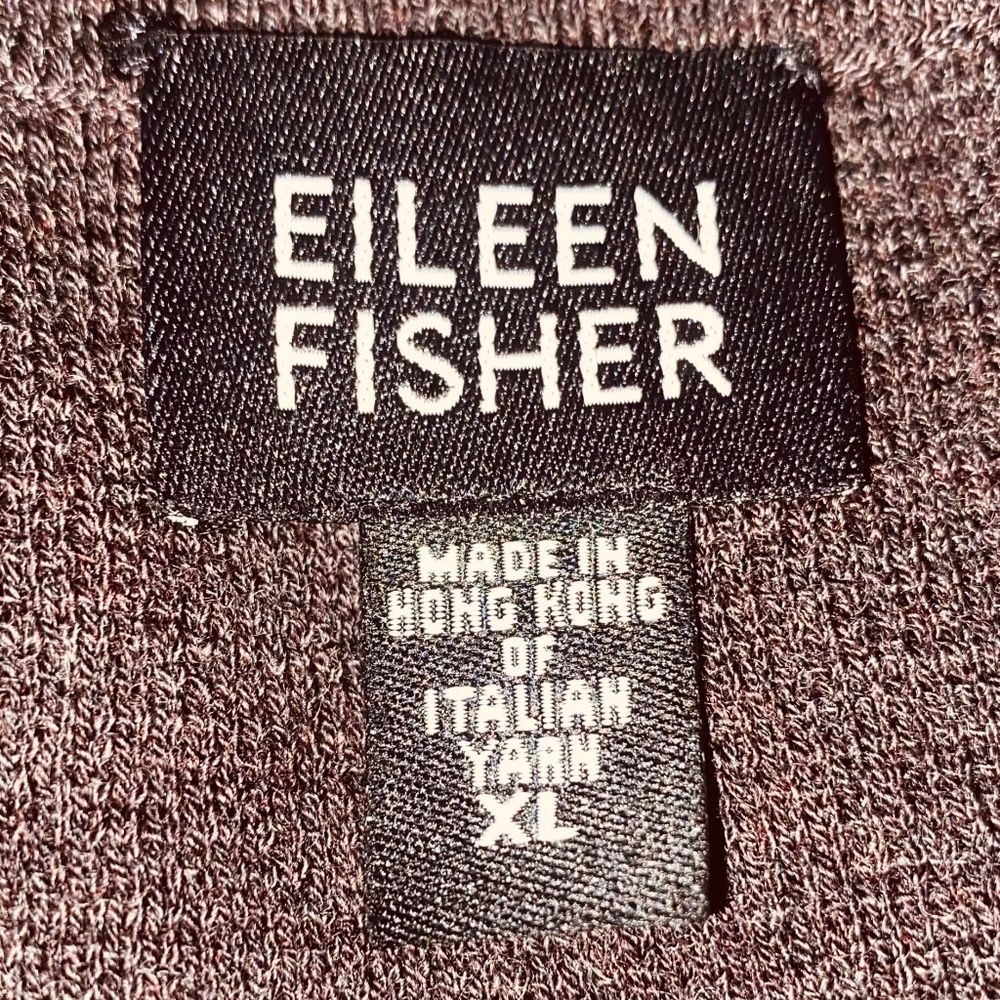 EILEEN
FISHER
MADE IN
HONG KONG
OF
ITALIAN
YARN
XL